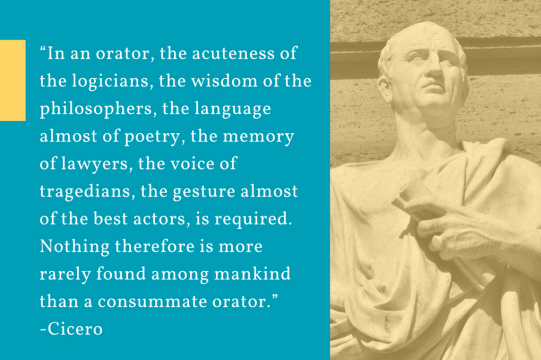 “In an orator, the acuteness of
the logicians, the wisdom of the
philosophers, the language
almost of poetry, the memory
of lawyers, the voice of
tragedians, the gesture almost
of the best actors, is required.
Nothing therefore is more
rarely found among mankind
than a consummate orator.”
-Cicero